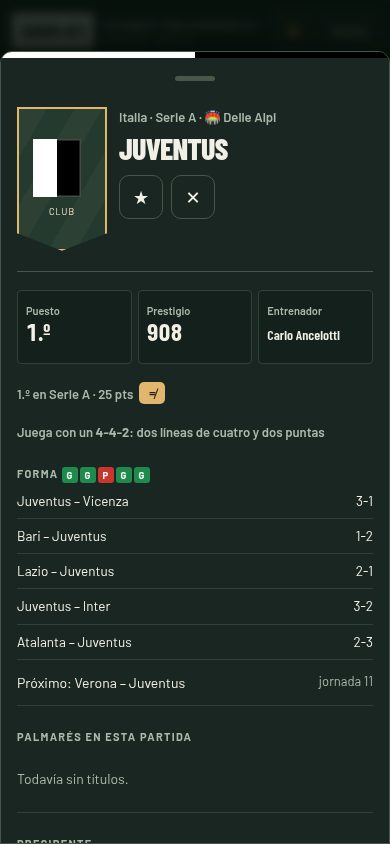 Italia · Serie A · 🏟 Delle Alpi
JUVENTUS
CLUB
Puesto
1.º
Prestigio
908
Entrenador
Carlo Ancelotti
1.º en Serie A · 25 pts
Juega con un 4-4-2: dos líneas de cuatro y dos puntas
FORMA G G P G G
Juventus – Vicenza 3-1
Bari – Juventus 1-2
Lazio – Juventus 2-1
Juventus – Inter 3-2
Atalanta – Juventus 2-3
Próximo: Verona – Juventus jornada 11
PALMARÉS EN ESTA PARTIDA
Todavía sin títulos.
PRESIDENTE